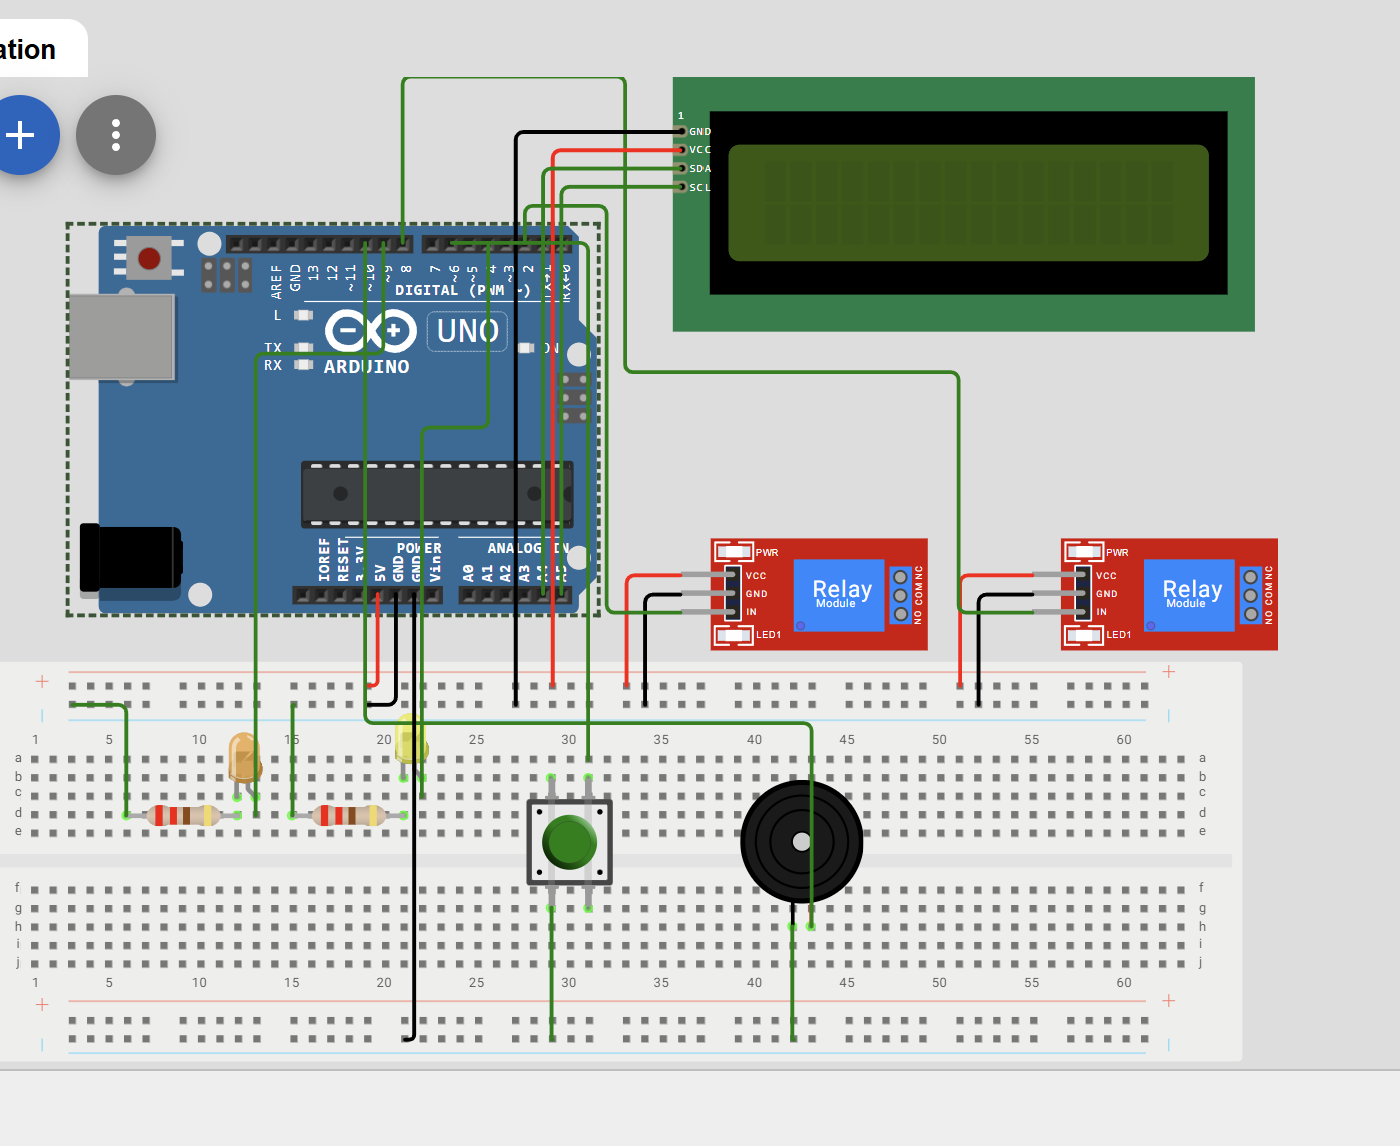 ation
1
GND
VCC
SDA
SCL
AREF
GND
13
12
~11
~10
~9
8
7
~6
~5
4
~3
2
TX→1
RX←0
DIGITAL (PWM ~)
L
TX
RX
ARDUINO
UNO
ON
IOREF
RESET
3.3V
5V
GND
GND
Vin
POWER
ANALOG IN
A0
A1
A2
A3
A4
A5
PWR
VCC
GND
IN
LED1
Relay
Module
NO COM NC
PWR
VCC
GND
IN
LED1
Relay
Module
NO COM NC
1 5 10 15 20 25 30 35 40 45 50 55 60
a a
b b
c c
d d
e e
f f
g g
h h
i i
j j
1 5 10 15 20 25 30 35 40 45 50 55 60